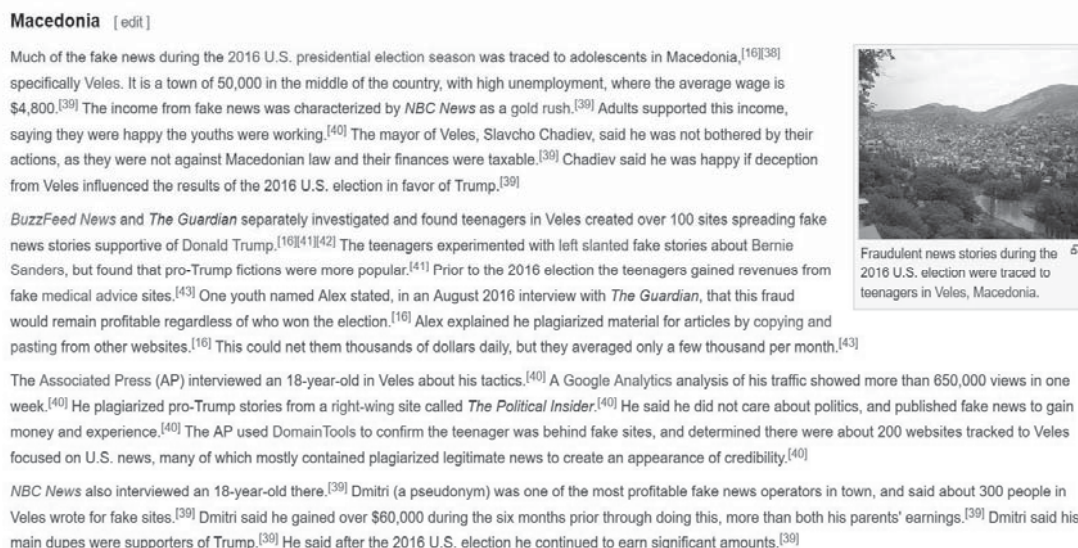 Macedonia [ edit ]
Much of the fake news during the 2016 U.S. presidential election season was traced to adolescents in Macedonia,[16][38]
specifically Veles. It is a town of 50,000 in the middle of the country, with high unemployment, where the average wage is
$4,800.[39] The income from fake news was characterized by NBC News as a gold rush.[39] Adults supported this income,
saying they were happy the youths were working.[40] The mayor of Veles, Slavcho Chadiev, said he was not bothered by their
actions, as they were not against Macedonian law and their finances were taxable.[39] Chadiev said he was happy if deception
from Veles influenced the results of the 2016 U.S. election in favor of Trump.[39]
BuzzFeed News and The Guardian separately investigated and found teenagers in Veles created over 100 sites spreading fake
news stories supportive of Donald Trump.[16][41][42] The teenagers experimented with left slanted fake stories about Bernie
Sanders, but found that pro-Trump fictions were more popular.[41] Prior to the 2016 election the teenagers gained revenues from
fake medical advice sites.[43] One youth named Alex stated, in an August 2016 interview with The Guardian, that this fraud
would remain profitable regardless of who won the election.[16] Alex explained he plagiarized material for articles by copying and
pasting from other websites.[16] This could net them thousands of dollars daily, but they averaged only a few thousand per month.[43]
Fraudulent news stories during the
2016 U.S. election were traced to
teenagers in Veles, Macedonia.
The Associated Press (AP) interviewed an 18-year-old in Veles about his tactics.[40] A Google Analytics analysis of his traffic showed more than 650,000 views in one
week.[40] He plagiarized pro-Trump stories from a right-wing site called The Political Insider.[40] He said he did not care about politics, and published fake news to gain
money and experience.[40] The AP used DomainTools to confirm the teenager was behind fake sites, and determined there were about 200 websites tracked to Veles
focused on U.S. news, many of which mostly contained plagiarized legitimate news to create an appearance of credibility.[40]
NBC News also interviewed an 18-year-old there.[39] Dmitri (a pseudonym) was one of the most profitable fake news operators in town, and said about 300 people in
Veles wrote for fake sites.[39] Dmitri said he gained over $60,000 during the six months prior through doing this, more than both his parents' earnings.[39] Dmitri said his
main dupes were supporters of Trump.[39] He said after the 2016 U.S. election he continued to earn significant amounts.[39]